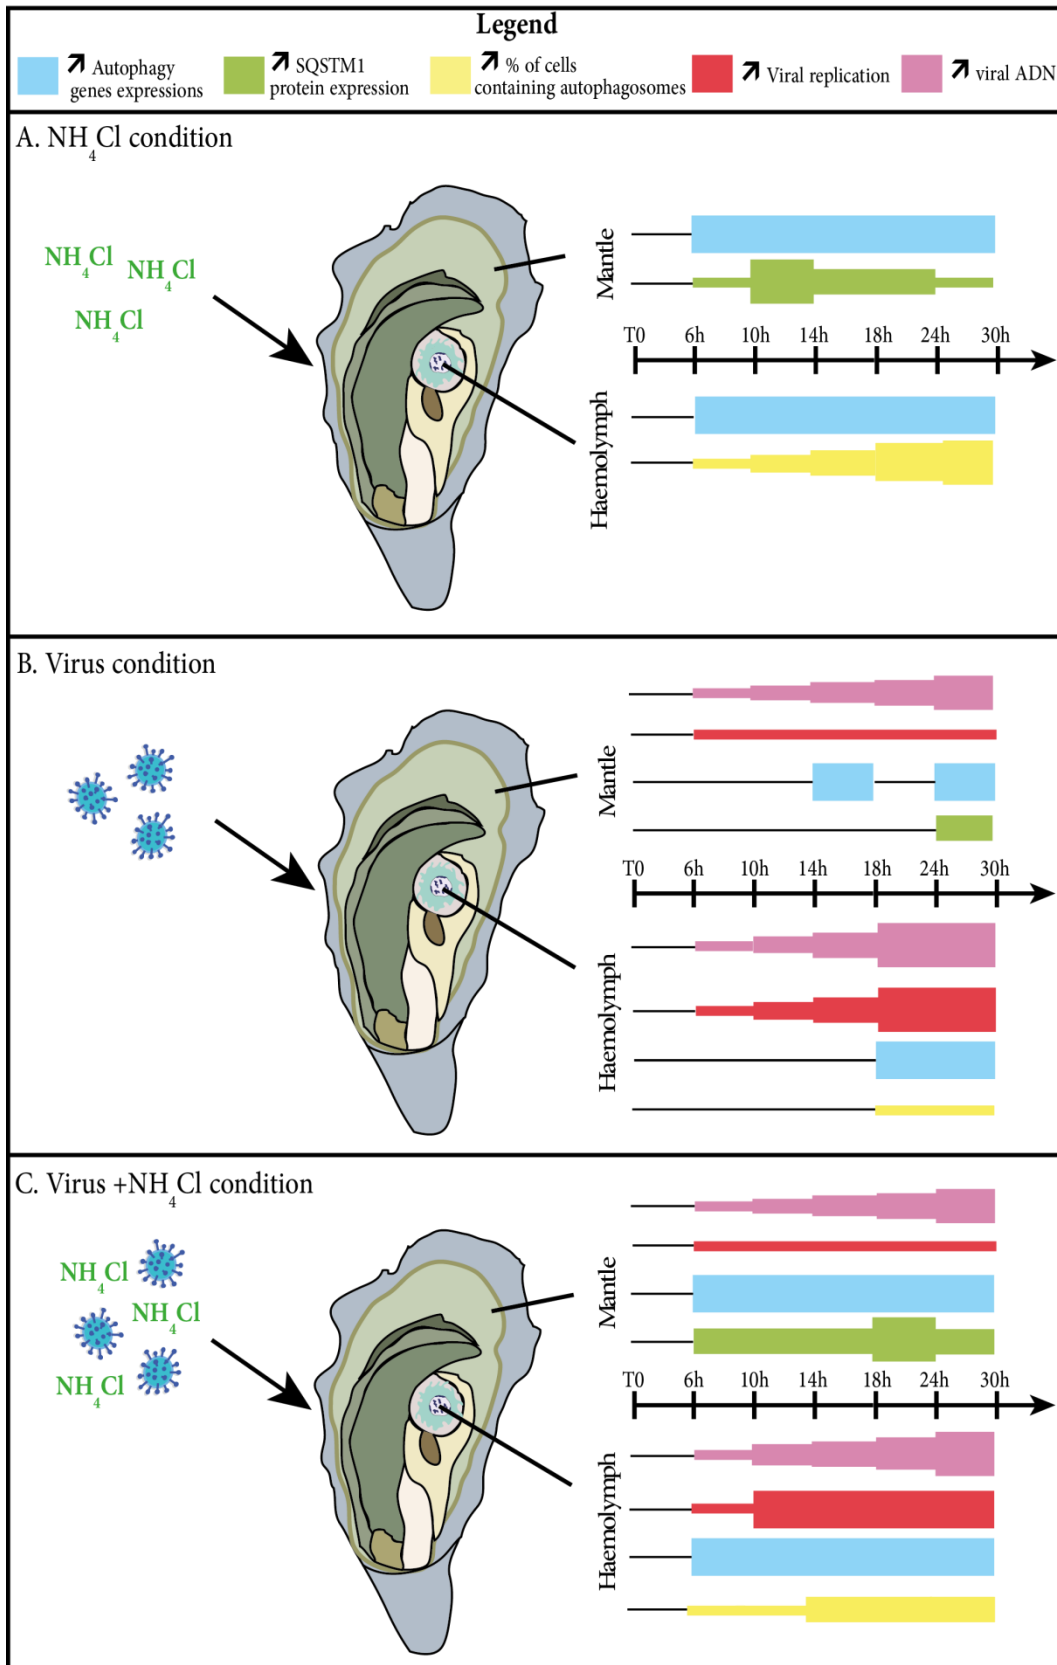 Legend
↗ Autophagy
genes expressions
↗ SQSTM1
protein expression
↗ % of cells
containing autophagosomes
↗ Viral replication
↗ viral ADN
A. NH4Cl condition
NH4Cl
NH4Cl
NH4Cl
Mantle
T0 6h 10h 14h 18h 24h 30h
Haemolymph
B. Virus condition
Mantle
T0 6h 10h 14h 18h 24h 30h
Haemolymph
C. Virus +NH4Cl condition
NH4Cl
NH4Cl
NH4Cl
Mantle
T0 6h 10h 14h 18h 24h 30h
Haemolymph